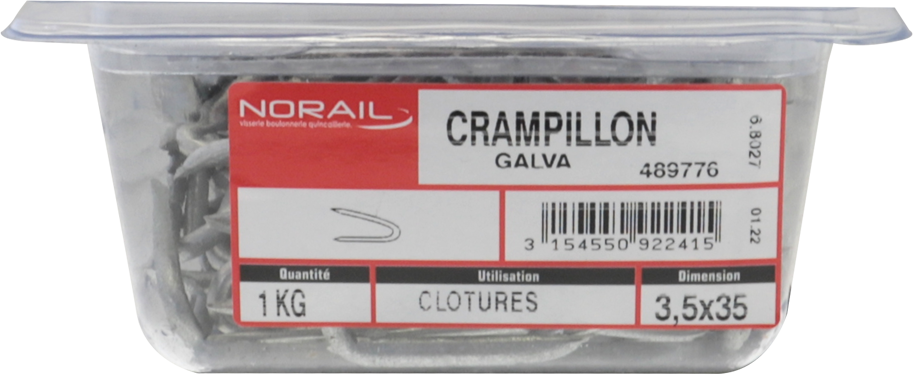 NORAIL
visserie boulonnerie quincaillerie.
CRAMPILLON
GALVA
489776
6.8027
3 154550 922415
01.22
Quantité
Utilisation
Dimension
1 KG
CLOTURES
3,5x35